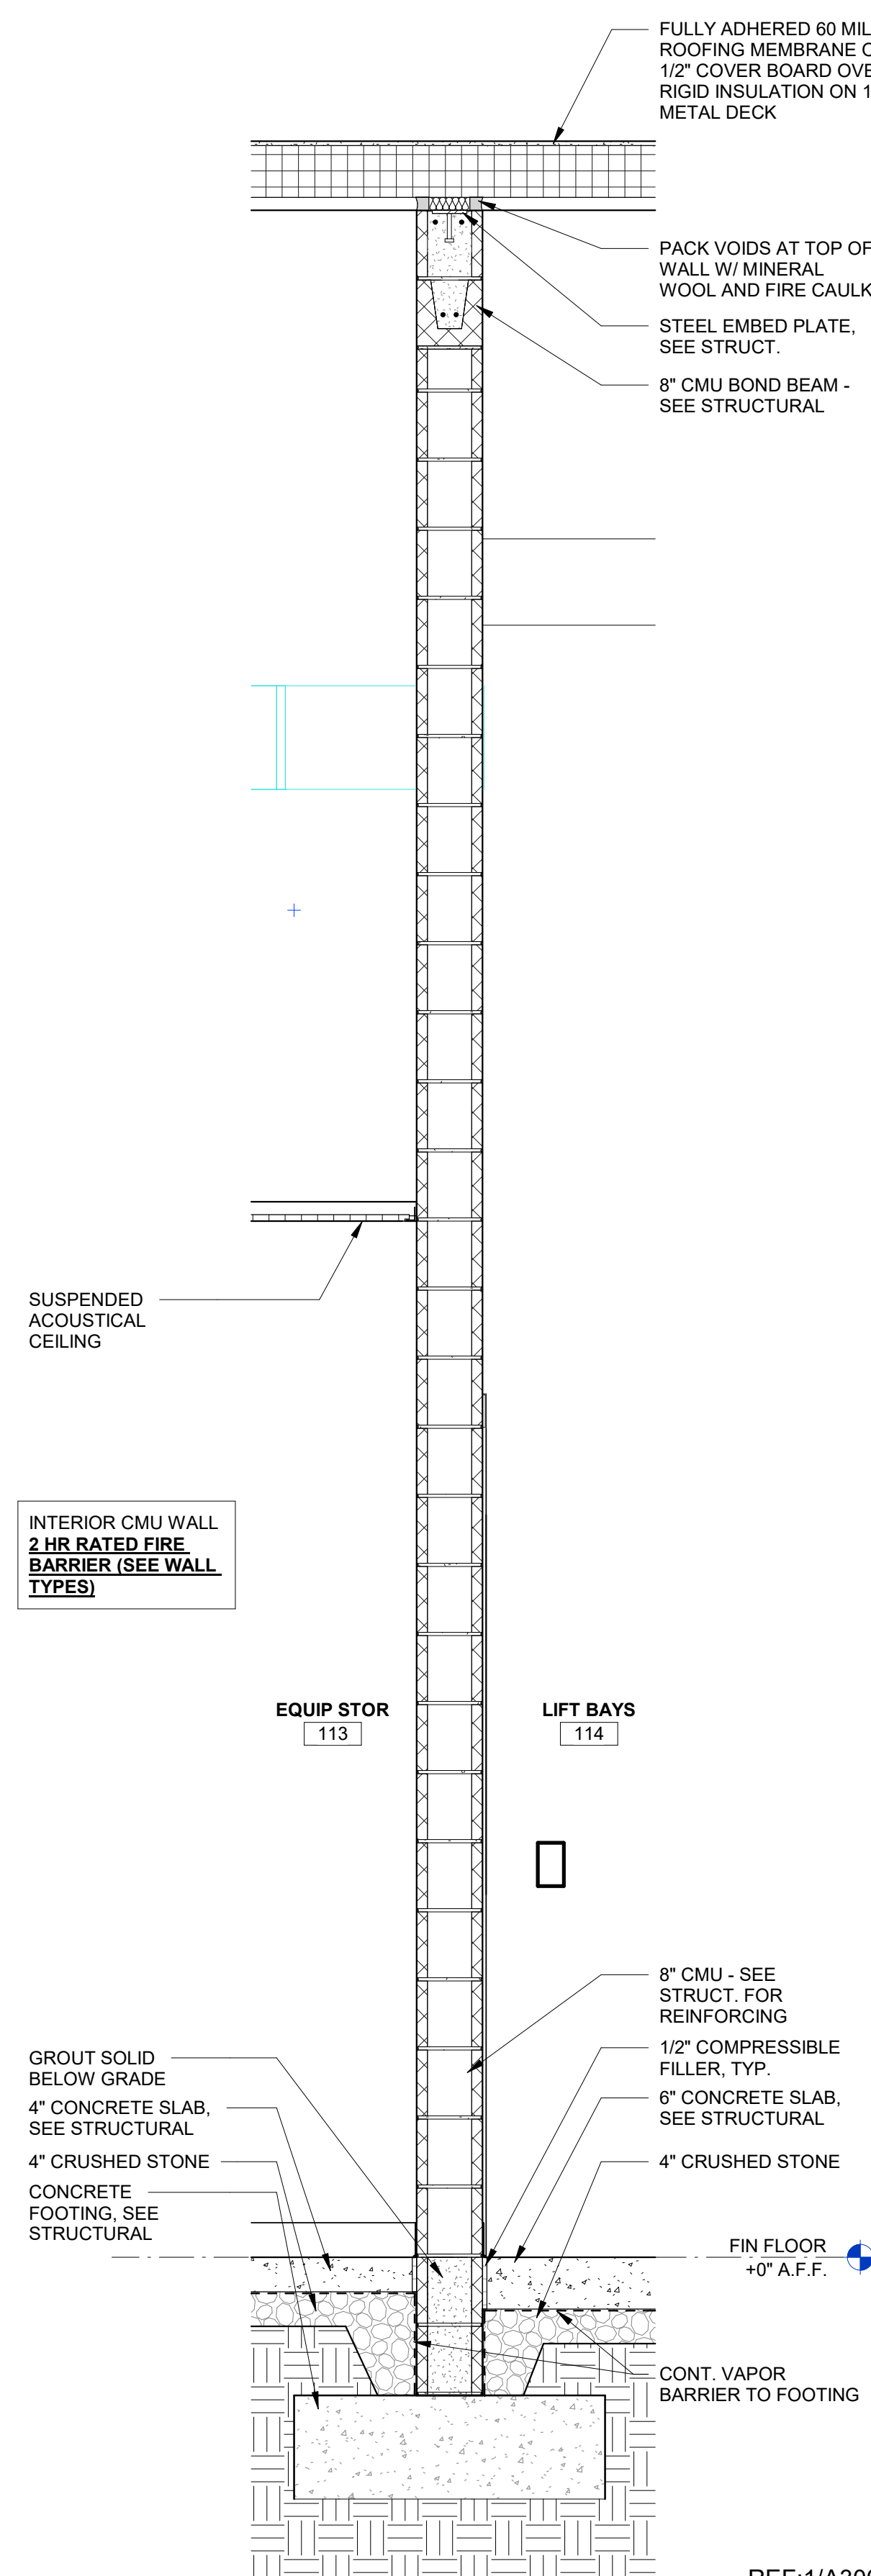 FULLY ADHERED 60 MIL
ROOFING MEMBRANE
1/2" COVER BOARD
RIGID INSULATION ON
METAL DECK
PACK VOIDS AT TOP OF
WALL W/ MINERAL
WOOL AND FIRE CAULK
STEEL EMBED PLATE,
SEE STRUCT.
8" CMU BOND BEAM -
SEE STRUCTURAL
SUSPENDED
ACOUSTICAL
CEILING
INTERIOR CMU WALL
2 HR RATED FIRE
BARRIER (SEE WALL
TYPES)
EQUIP STOR
113
LIFT BAYS
114
8" CMU - SEE
STRUCT. FOR
REINFORCING
1/2" COMPRESSIBLE
FILLER, TYP.
6" CONCRETE SLAB,
SEE STRUCTURAL
4" CRUSHED STONE
GROUT SOLID
BELOW GRADE
4" CONCRETE SLAB,
SEE STRUCTURAL
4" CRUSHED STONE
CONCRETE
FOOTING, SEE
STRUCTURAL
FIN FLOOR
+0" A.F.F.
CONT. VAPOR
BARRIER TO FOOTING